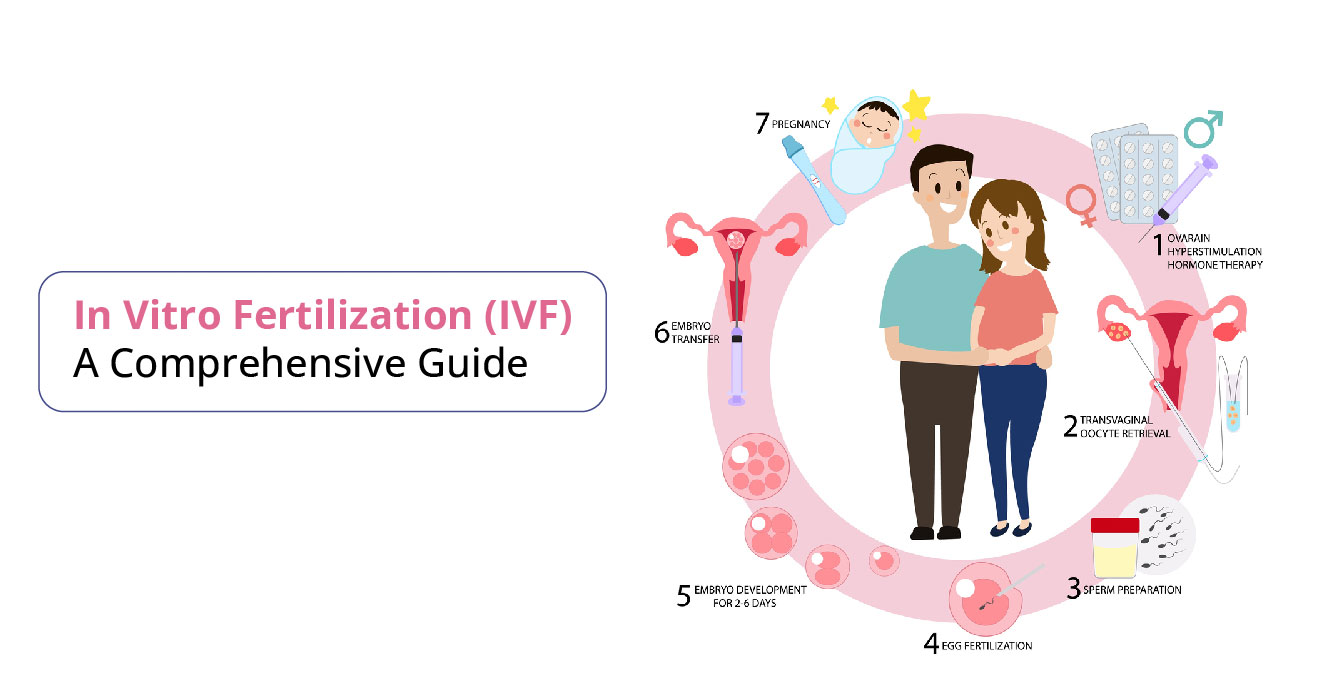 In Vitro Fertilization (IVF)
A Comprehensive Guide
1 OVARAIN
HYPERSTIMULATION
HORMONE THERAPY
2 TRANSVAGINAL
OOCYTE RETRIEVAL
3 SPERM PREPARATION
4 EGG FERTILIZATION
5 EMBRYO DEVELOPMENT
FOR 2-6 DAYS
6 EMBRYO
TRANSFER
7 PREGNANCY